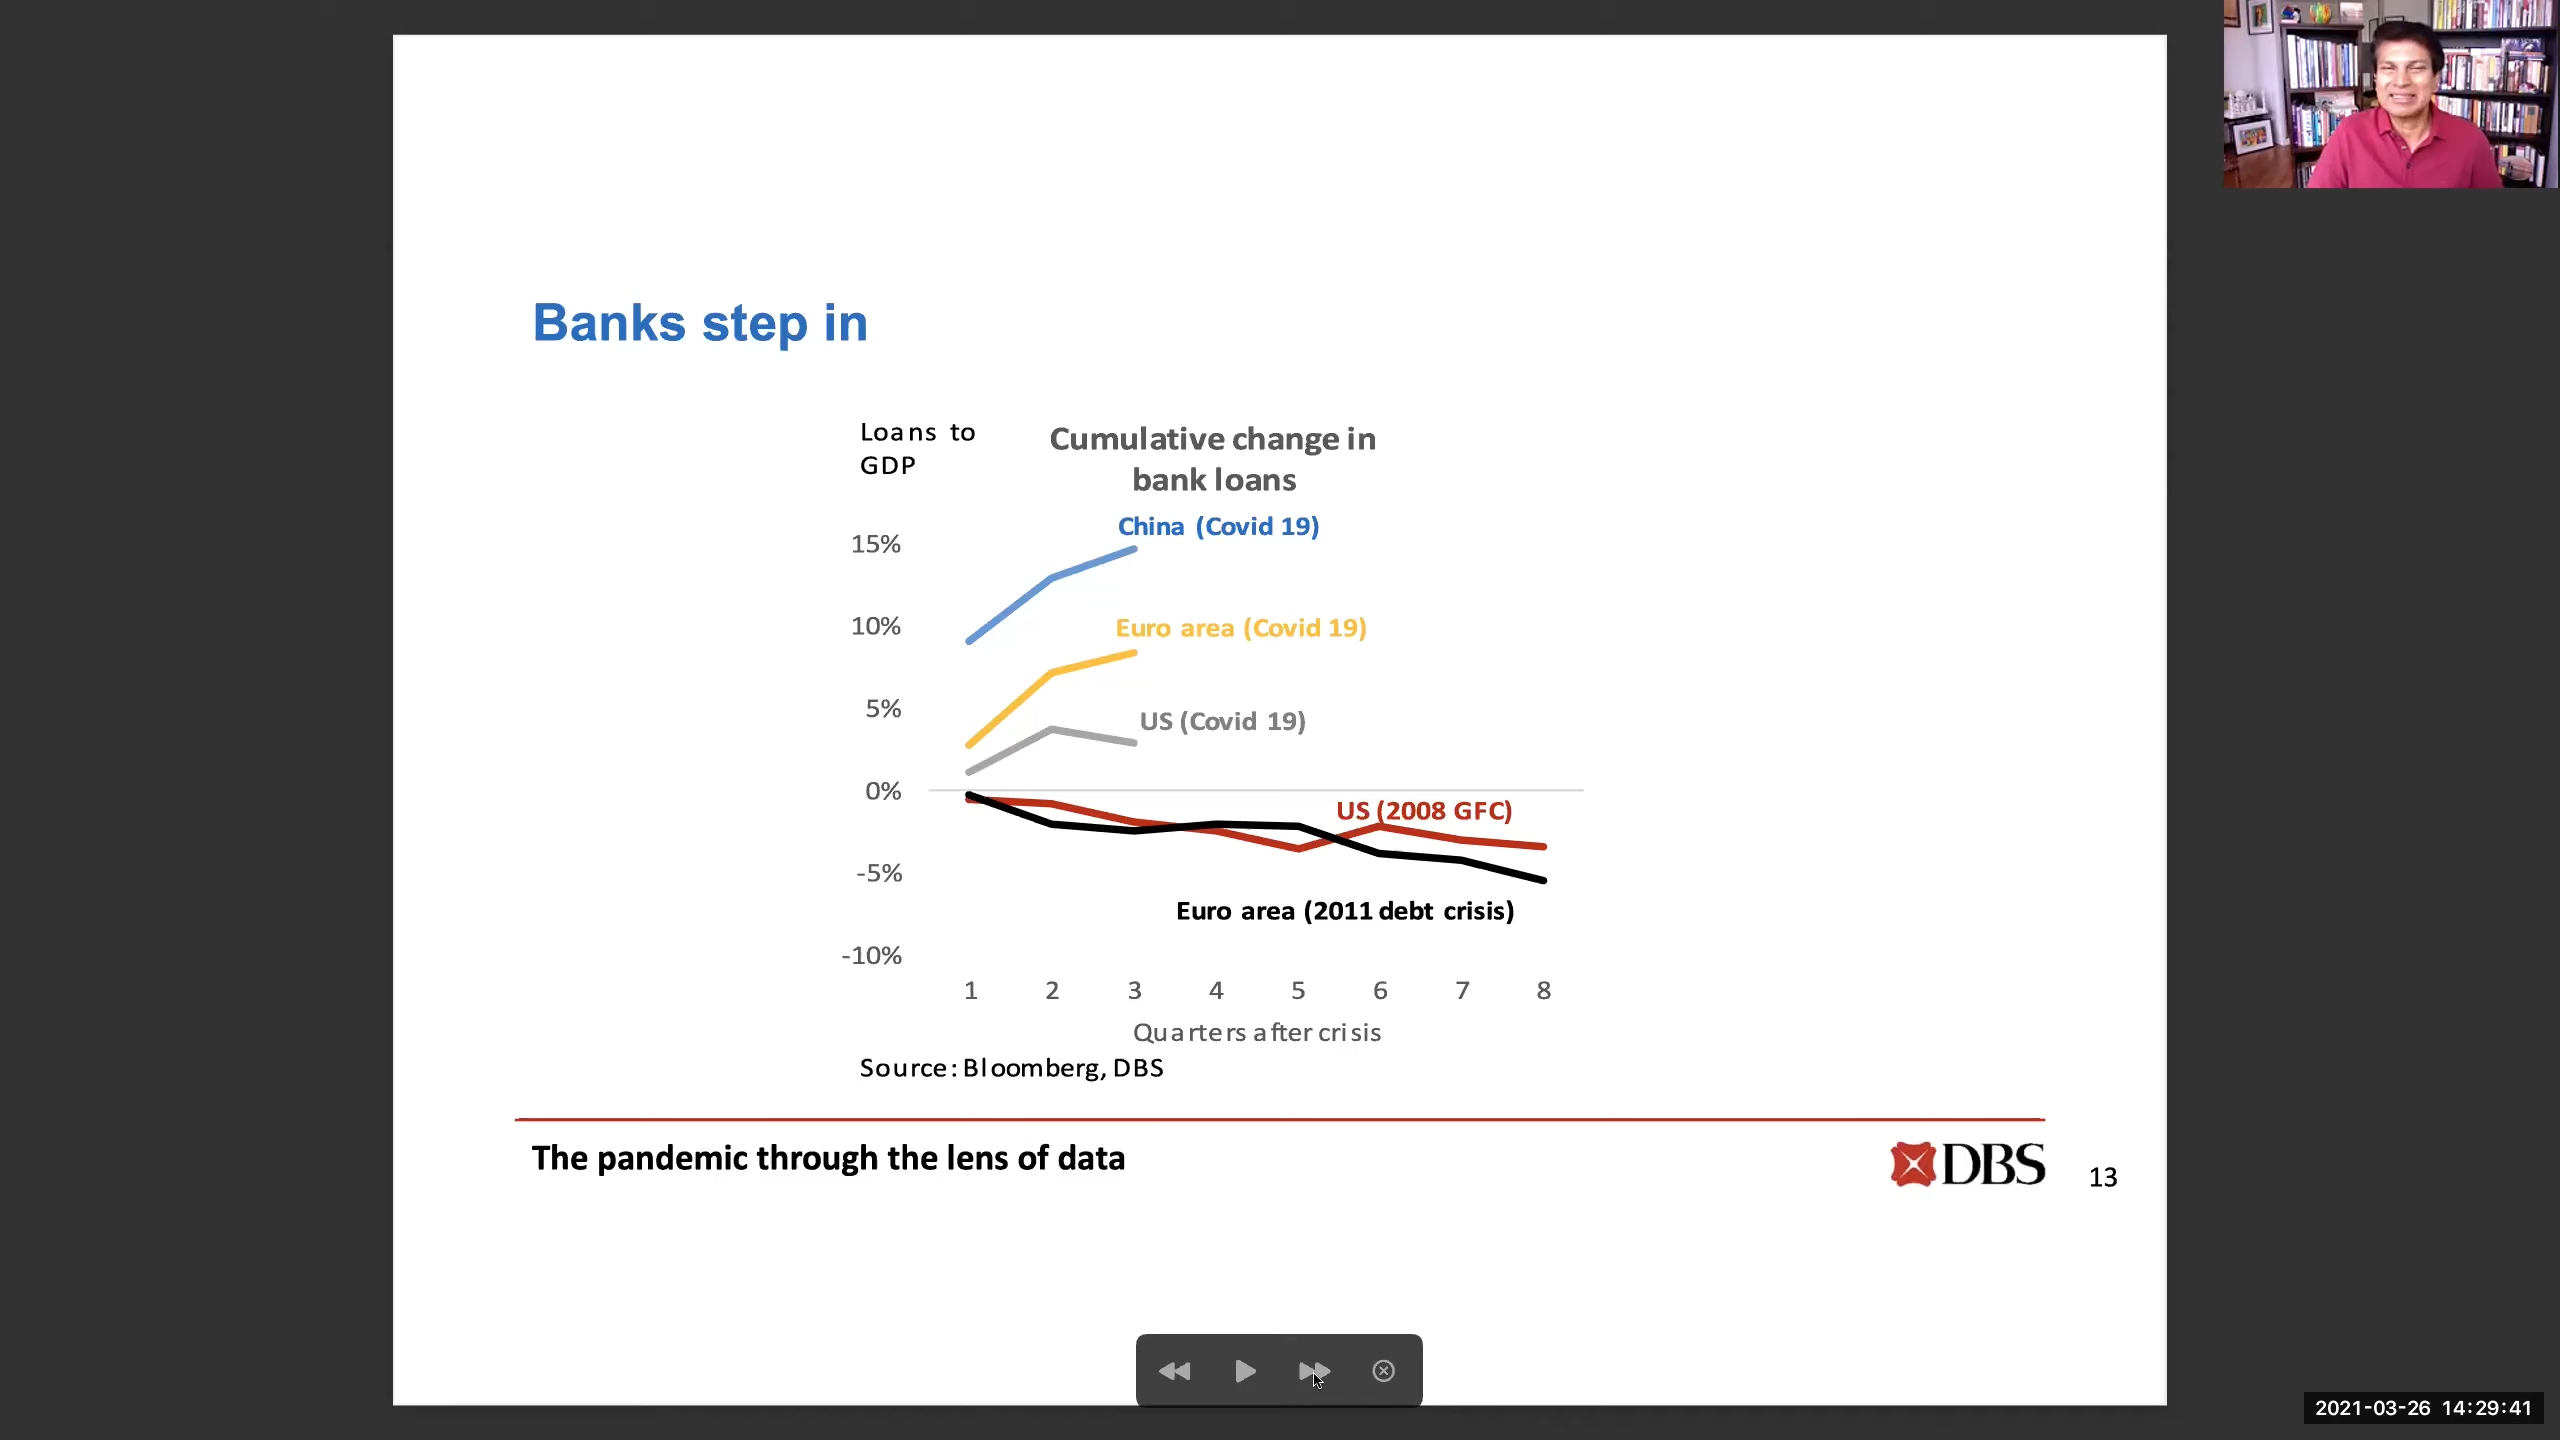 Banks step in
Loans to
GDP
Cumulative change in
bank loans
China (Covid 19)
15%
10%
Euro area (Covid 19)
5%
US (Covid 19)
0%
US (2008 GFC)
-5%
Euro area (2011 debt crisis)
-10%
1 2 3 4 5 6 7 8
Quarters after crisis
Source: Bloomberg, DBS
The pandemic through the lens of data
DBS
13
2021-03-26 14:29:41